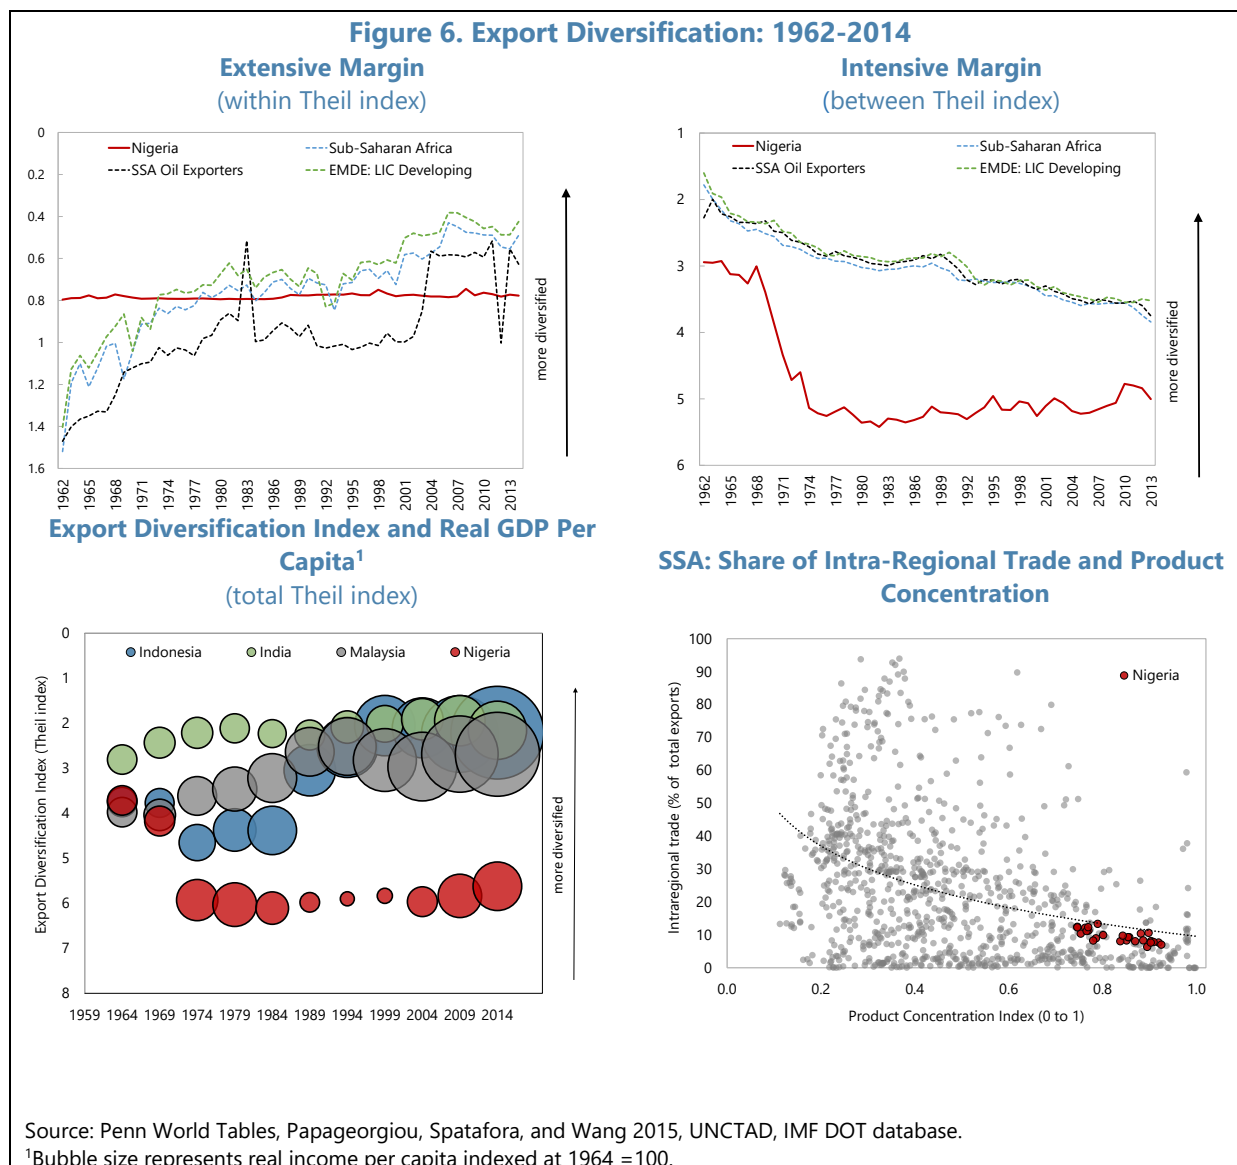 Figure 6. Export Diversification: 1962-2014
Extensive Margin
(within Theil index)
0
0.2
0.4
0.6
0.8
1
1.2
1.4
1.6
Nigeria
Sub-Saharan Africa
SSA Oil Exporters
EMDE: LIC Developing
more diversified
1962 1965 1968 1971 1974 1977 1980 1983 1986 1989 1992 1995 1998 2001 2004 2007 2010 2013
Intensive Margin
(between Theil index)
1
2
3
4
5
6
Nigeria
Sub-Saharan Africa
SSA Oil Exporters
EMDE: LIC Developing
more diversified
1962 1965 1968 1971 1974 1977 1980 1983 1986 1989 1992 1995 1998 2001 2004 2007 2010 2013
Export Diversification Index and Real GDP Per
Capita¹
(total Theil index)
Export Diversification Index (Theil index)
0
1
2
3
4
5
6
7
8
Indonesia India Malaysia Nigeria
more diversified
1959 1964 1969 1974 1979 1984 1989 1994 1999 2004 2009 2014
SSA: Share of Intra-Regional Trade and Product
Concentration
Intraregional trade (% of total exports)
100
90
80
70
60
50
40
30
20
10
0
Nigeria
0.0 0.2 0.4 0.6 0.8 1.0
Product Concentration Index (0 to 1)
Source: Penn World Tables, Papageorgiou, Spatafora, and Wang 2015, UNCTAD, IMF DOT database.
¹Bubble size represents real income per capita indexed at 1964 =100.